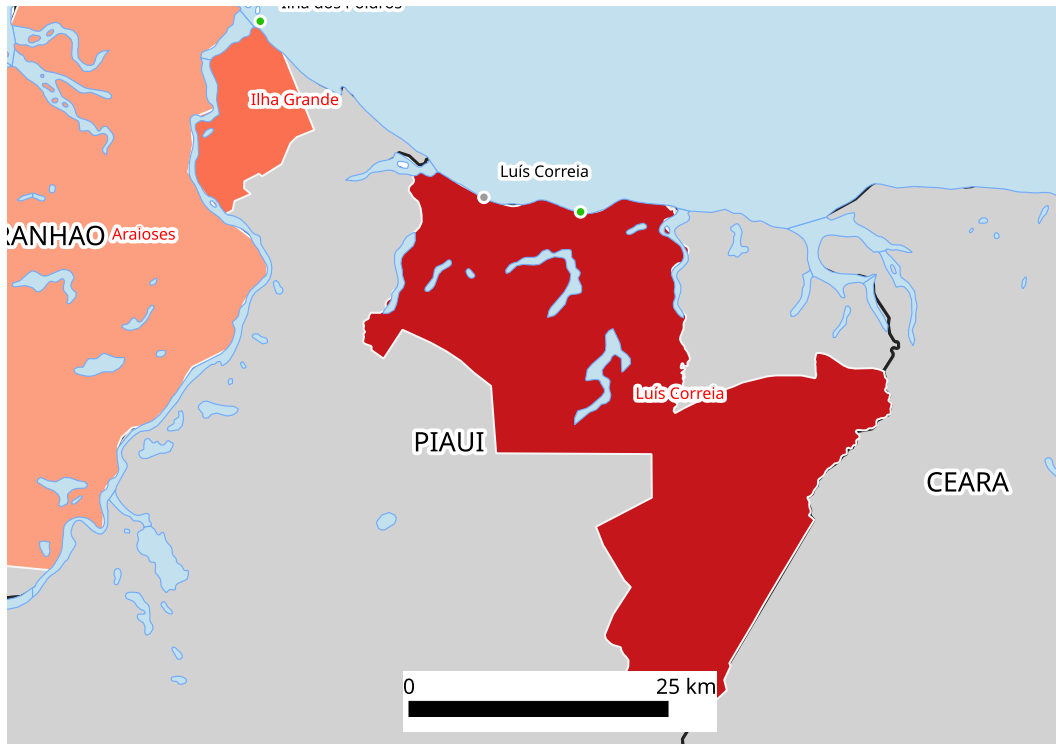 Ilha Grande
Luís Correia
RANHAO
Araioses
Luís Correia
PIAUI
CEARA
0
25 km